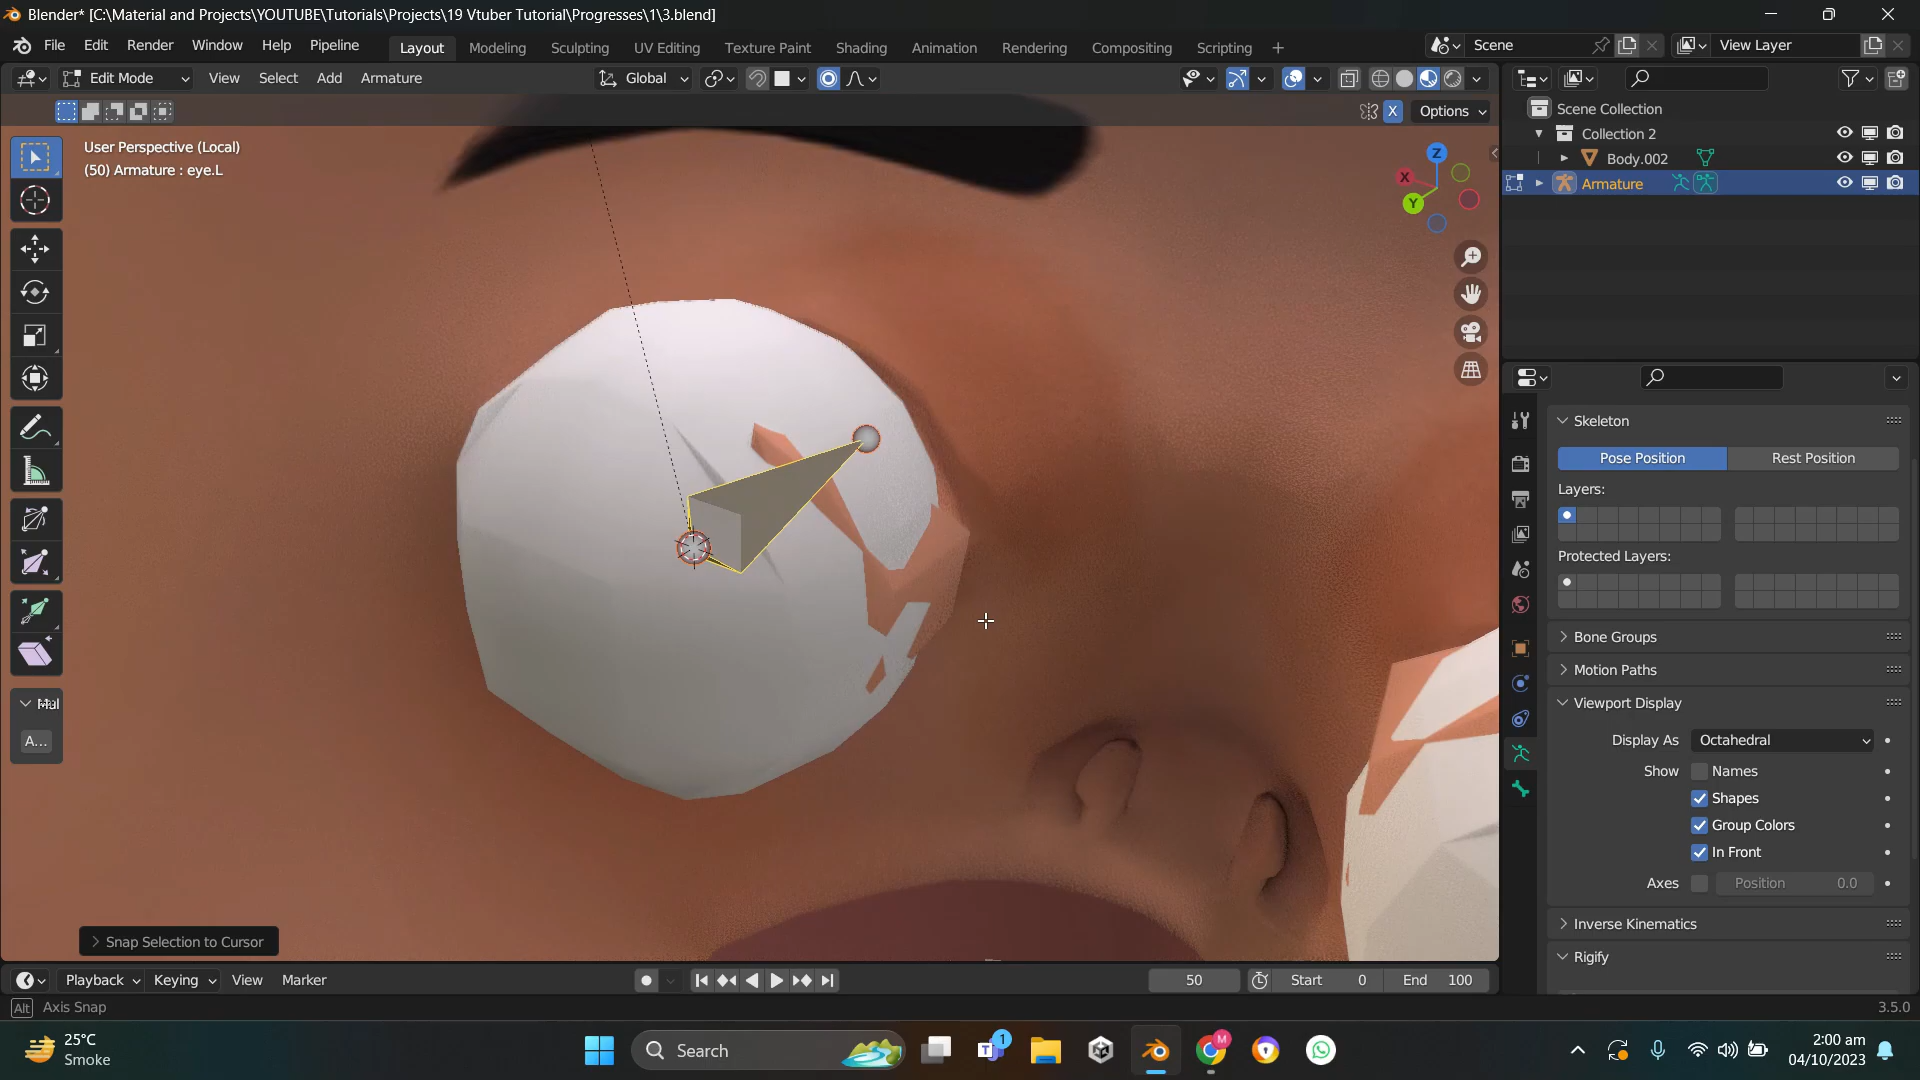 Blender* [C:\Material and Projects\YOUTUBE\Tutorials\Projects\19 Vtuber Tutorial\Progresses\1\3.blend]
File Edit Render Window Help Pipeline Layout Modeling Sculpting UV Editing Texture Paint Shading Animation Rendering Compositing Scripting + Scene View Layer
Edit Mode View Select Add Armature Global
X Options
Scene Collection
Collection 2
Body.002
Armature
User Perspective (Local)
(50) Armature : eye.L
Z
X
Y
Skeleton
Pose Position Rest Position
Layers:
Protected Layers:
Bone Groups
Motion Paths
Viewport Display
Display As Octahedral
Show Names
Shapes
Group Colors
In Front
Axes Position 0.0
Inverse Kinematics
Rigify
A...
Snap Selection to Cursor
Playback Keying View Marker 50 Start 0 End 100
Alt Axis Snap 3.5.0
25°C
Smoke
Search
1
M
2:00 am
04/10/2023